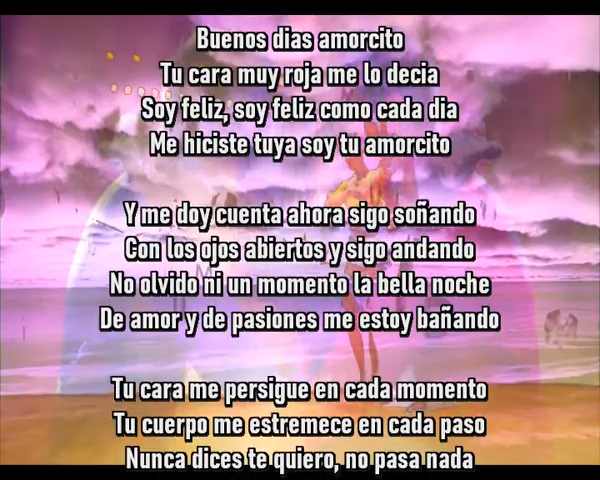 Buenos dias amorcito
Tu cara muy roja me lo decia
Soy feliz, soy feliz como cada dia
Me hiciste tuya soy tu amorcito
Y me doy cuenta ahora sigo soñando
Con los ojos abiertos y sigo andando
No olvido ni un momento la bella noche
De amor y de pasiones me estoy bañando
Tu cara me persigue en cada momento
Tu cuerpo me estremece en cada paso
Nunca dices te quiero, no pasa nada